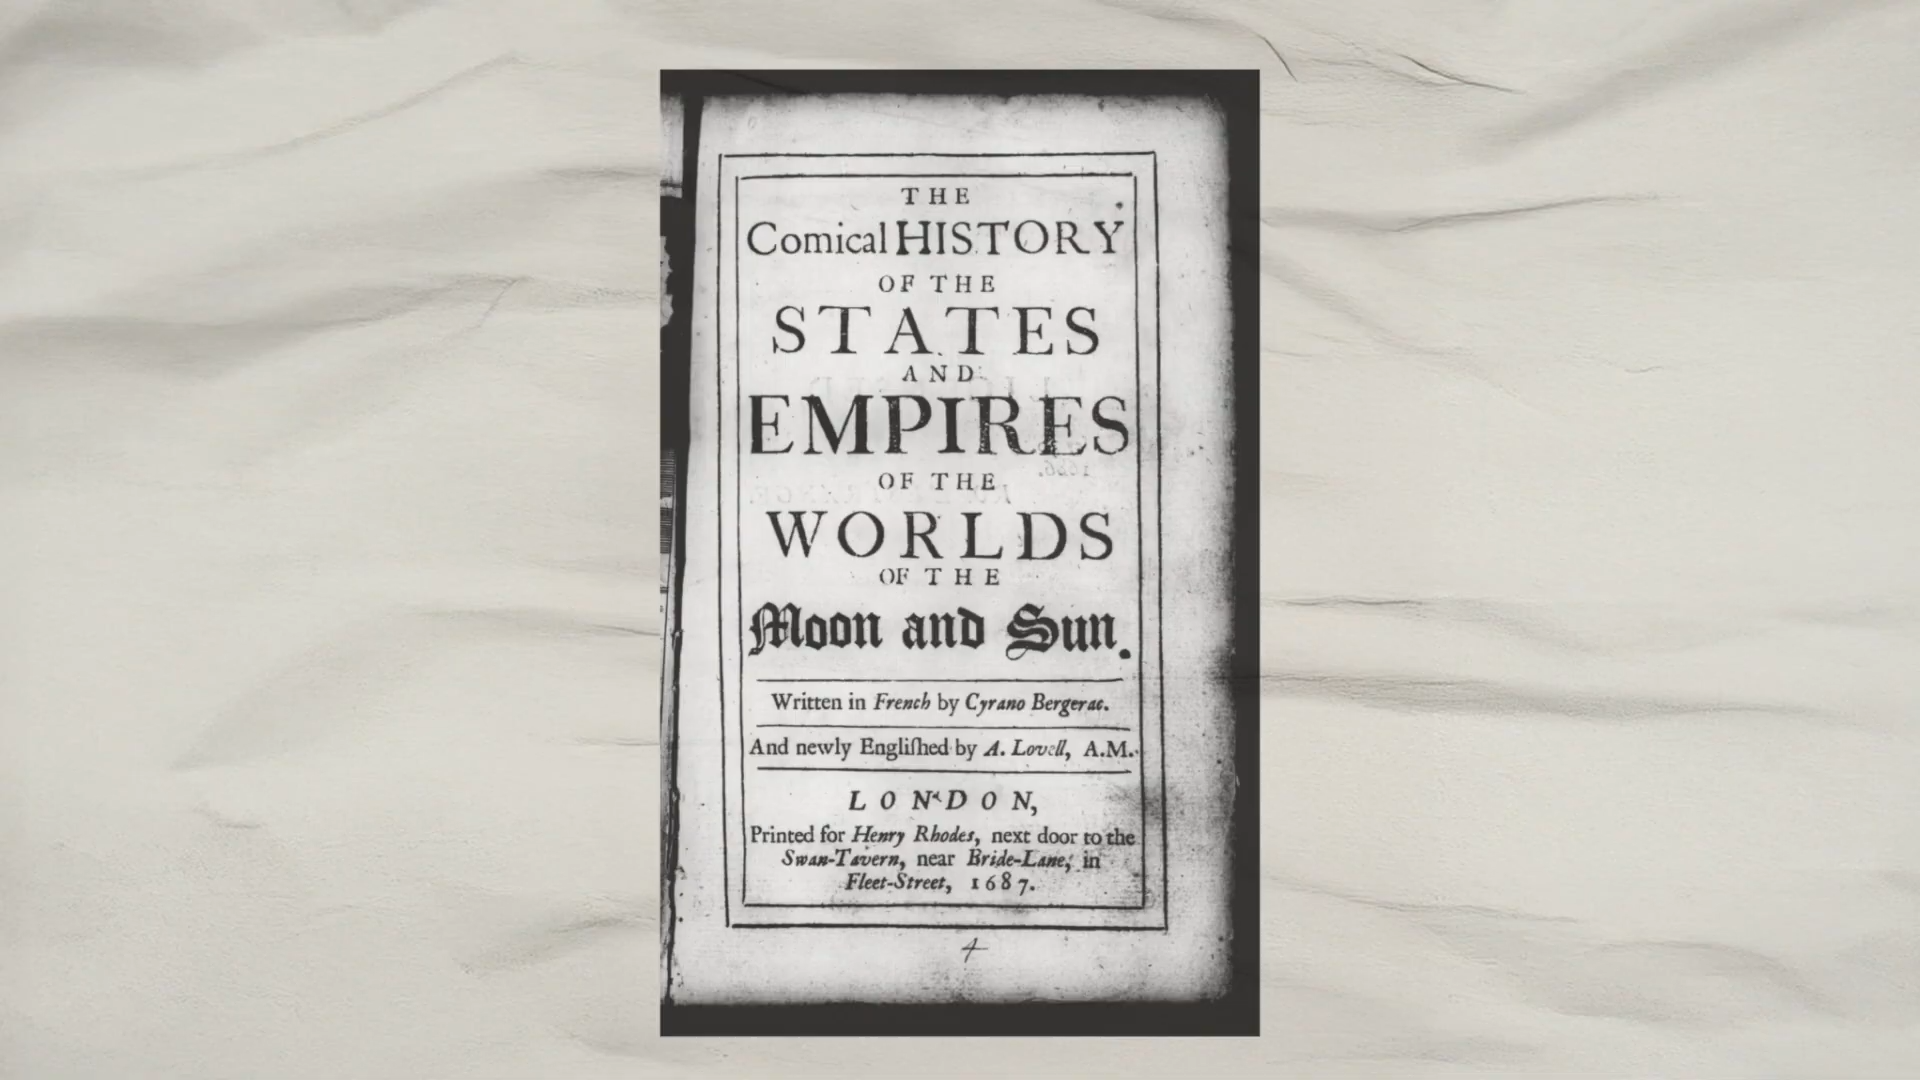 THE
Comical HISTORY
OF THE
STATES
AND
EMPIRES
OF THE
WORLDS
OF THE
Moon and Sun.
Written in French by Cyrano Bergerac.
And newly Engliſhed by A. Lovell, A.M.
LONDON,
Printed for Henry Rhodes, next door to the
Swan-Tavern, near Bride-Lane, in
Fleet-Street, 1687.
4